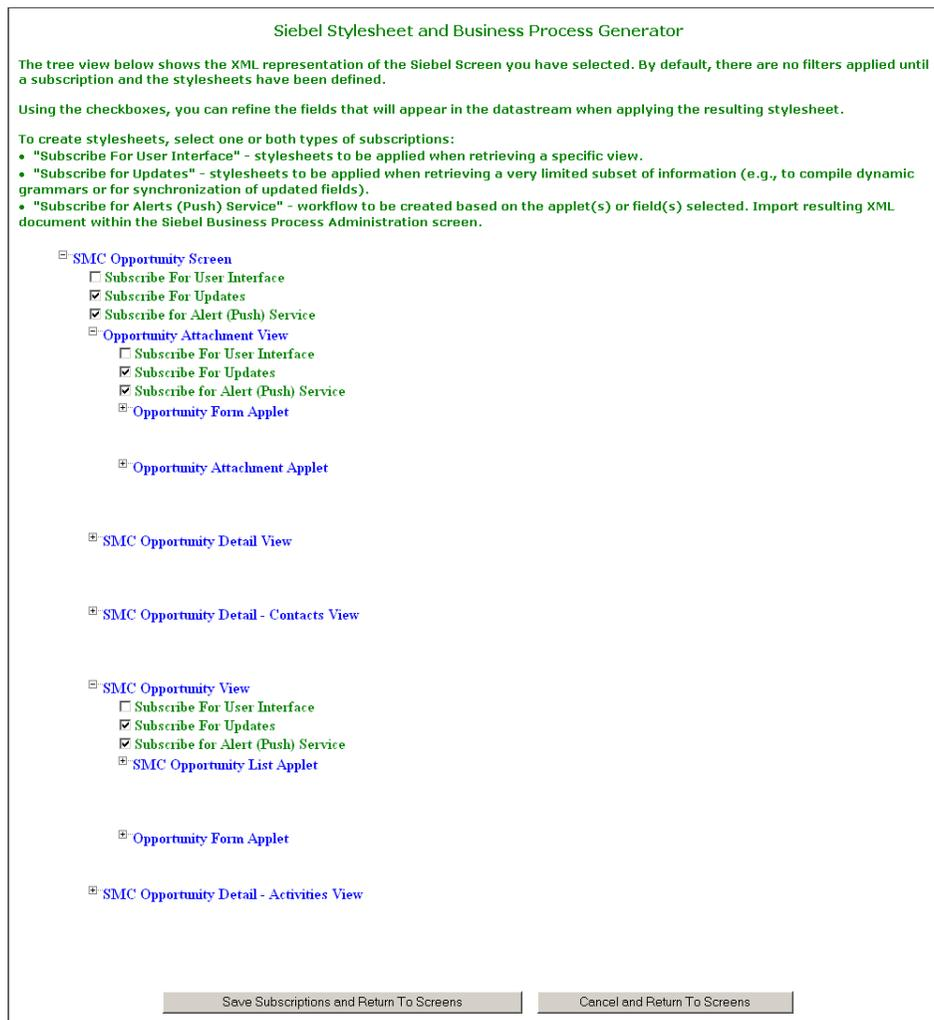 Siebel Stylesheet and Business Process Generator
The tree view below shows the XML representation of the Siebel Screen you have selected. By default, there are no filters applied until
a subscription and the stylesheets have been defined.
Using the checkboxes, you can refine the fields that will appear in the datastream when applying the resulting stylesheet.
To create stylesheets, select one or both types of subscriptions:
• "Subscribe For User Interface" - stylesheets to be applied when retrieving a specific view.
• "Subscribe for Updates" - stylesheets to be applied when retrieving a very limited subset of information (e.g., to compile dynamic
grammars or for synchronization of updated fields).
• "Subscribe for Alerts (Push) Service" - workflow to be created based on the applet(s) or field(s) selected. Import resulting XML
document within the Siebel Business Process Administration screen.
SMC Opportunity Screen
Subscribe For User Interface
Subscribe For Updates
Subscribe for Alert (Push) Service
Opportunity Attachment View
Subscribe For User Interface
Subscribe For Updates
Subscribe for Alert (Push) Service
Opportunity Form Applet
Opportunity Attachment Applet
SMC Opportunity Detail View
SMC Opportunity Detail - Contacts View
SMC Opportunity View
Subscribe For User Interface
Subscribe For Updates
Subscribe for Alert (Push) Service
SMC Opportunity List Applet
Opportunity Form Applet
SMC Opportunity Detail - Activities View
Save Subscriptions and Return To Screens
Cancel and Return To Screens